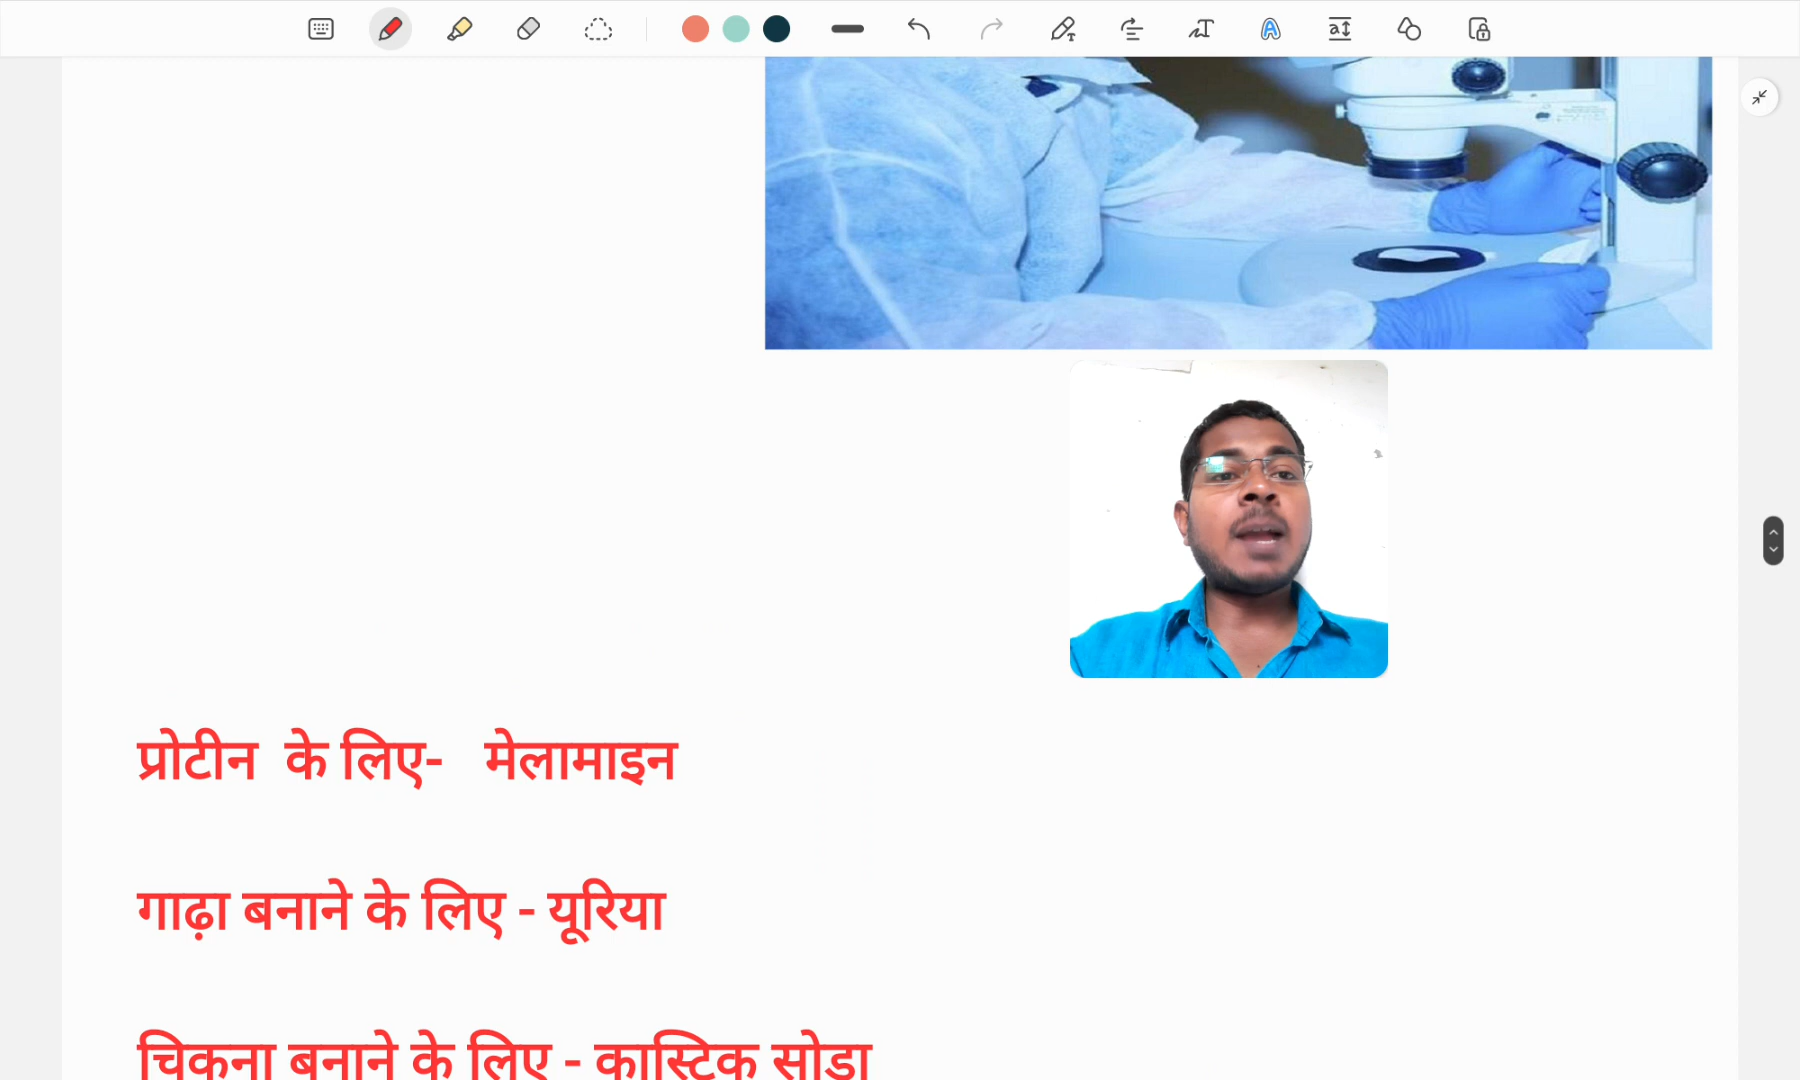 प्रोटीन के लिए- मेलामाइन
गाढ़ा बनाने के लिए - यूरिया
चिकना बनाने के लिए - कास्टिक सोडा